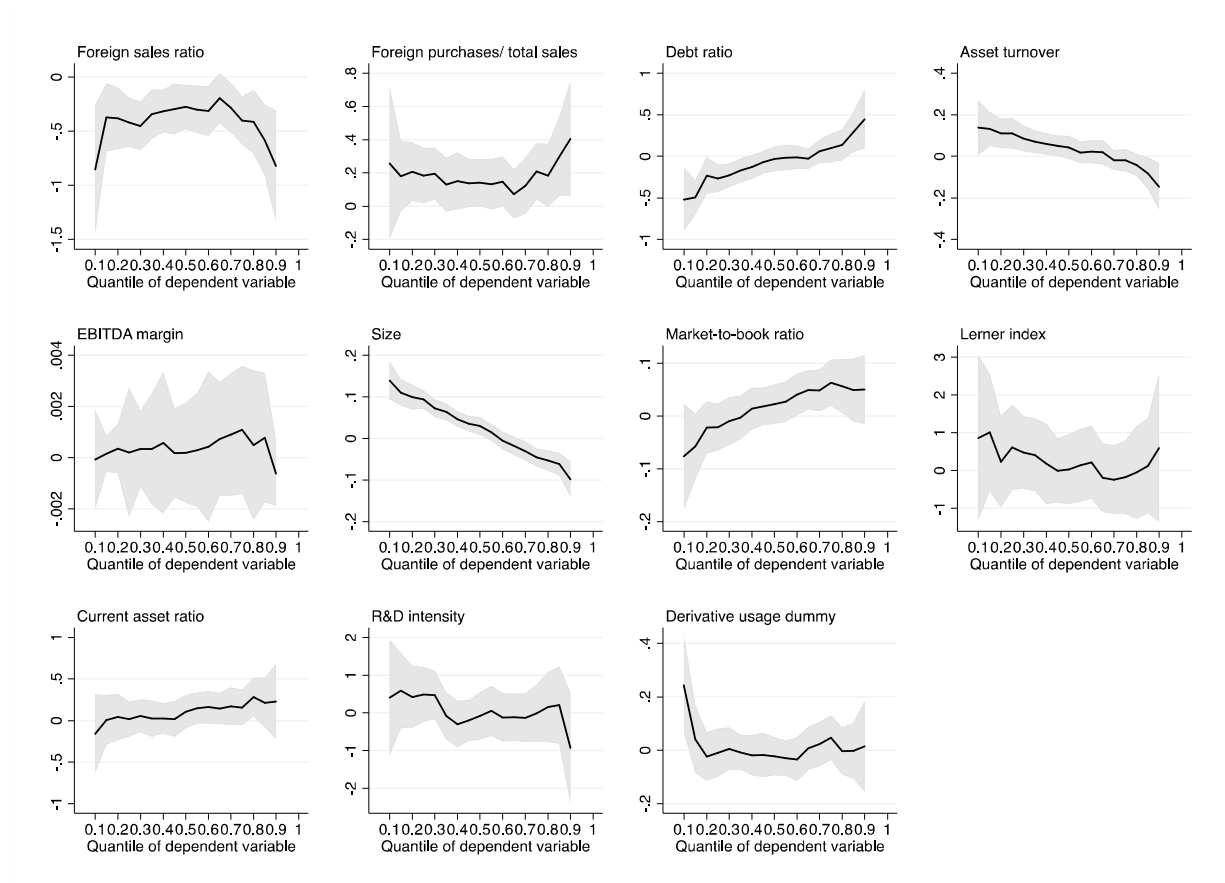 Foreign sales ratio
0
-.5
-1
-1.5
0.10.20.30.40.50.60.70.80.9 1
Quantile of dependent variable
Foreign purchases/ total sales
.8
.6
.4
.2
0
-.2
0.10.20.30.40.50.60.70.80.9 1
Quantile of dependent variable
Debt ratio
1
.5
0
-.5
-1
0.10.20.30.40.50.60.70.80.9 1
Quantile of dependent variable
Asset turnover
.4
.2
0
-.2
-.4
0.10.20.30.40.50.60.70.80.9 1
Quantile of dependent variable
EBITDA margin
.004
.002
0
-.002
0.10.20.30.40.50.60.70.80.9 1
Quantile of dependent variable
Size
.2
.1
0
-.1
-.2
0.10.20.30.40.50.60.70.80.9 1
Quantile of dependent variable
Market-to-book ratio
.1
0
-.1
-.2
0.10.20.30.40.50.60.70.80.9 1
Quantile of dependent variable
Lerner index
3
2
1
0
-1
0.10.20.30.40.50.60.70.80.9 1
Quantile of dependent variable
Current asset ratio
1
.5
0
-.5
-1
0.10.20.30.40.50.60.70.80.9 1
Quantile of dependent variable
R&D intensity
2
1
0
-1
-2
0.10.20.30.40.50.60.70.80.9 1
Quantile of dependent variable
Derivative usage dummy
.4
.2
0
-.2
0.10.20.30.40.50.60.70.80.9 1
Quantile of dependent variable